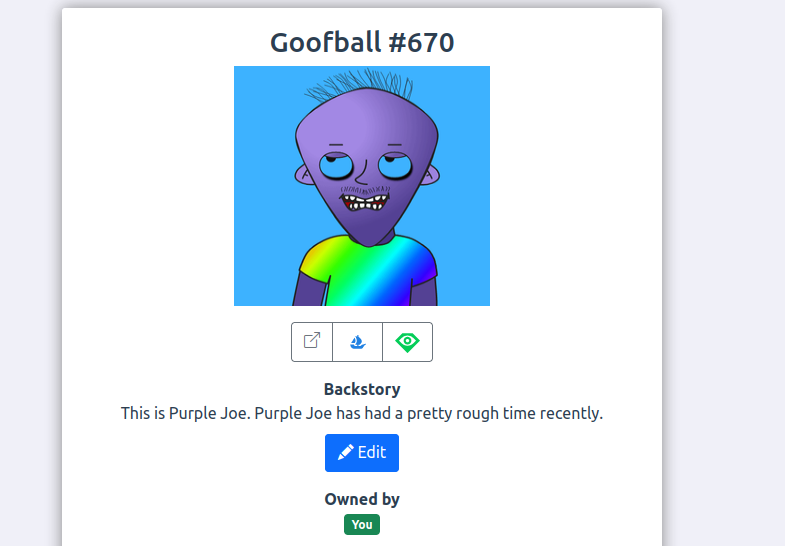 Goofball #670
Backstory
This is Purple Joe. Purple Joe has had a pretty rough time recently.
Edit
Owned by
You